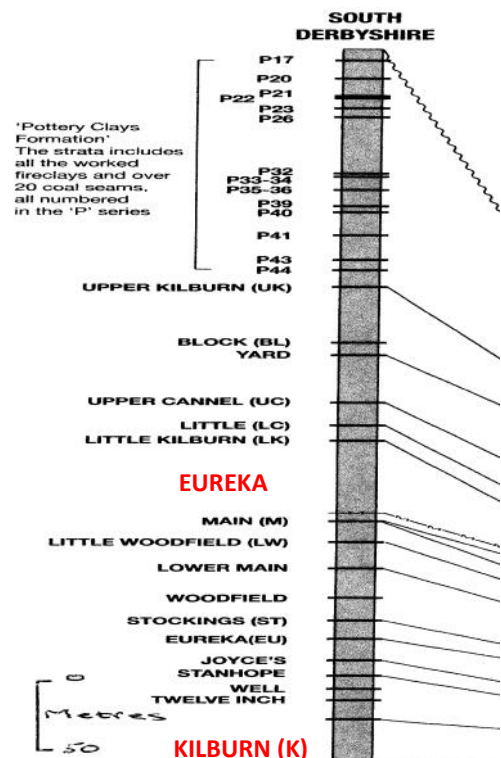 SOUTH
DERBYSHIRE
P17
P20
P21
P22
P23
P26
'Pottery Clays
Formation'
The strata includes
all the worked
fireclays and over
20 coal seams,
all numbered
in the 'P' series
P32
P33-34
P35-36
P39
P40
P41
P43
P44
UPPER KILBURN (UK)
BLOCK (BL)
YARD
UPPER CANNEL (UC)
LITTLE (LC)
LITTLE KILBURN (LK)
EUREKA
MAIN (M)
LITTLE WOODFIELD (LW)
LOWER MAIN
WOODFIELD
STOCKINGS (ST)
EUREKA(EU)
JOYCE'S
STANHOPE
WELL
TWELVE INCH
0
Metres
50
KILBURN (K)